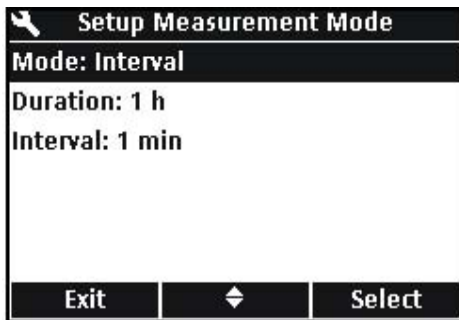 Setup Measurement Mode
Mode: Interval
Duration: 1 h
Interval: 1 min
Exit Select